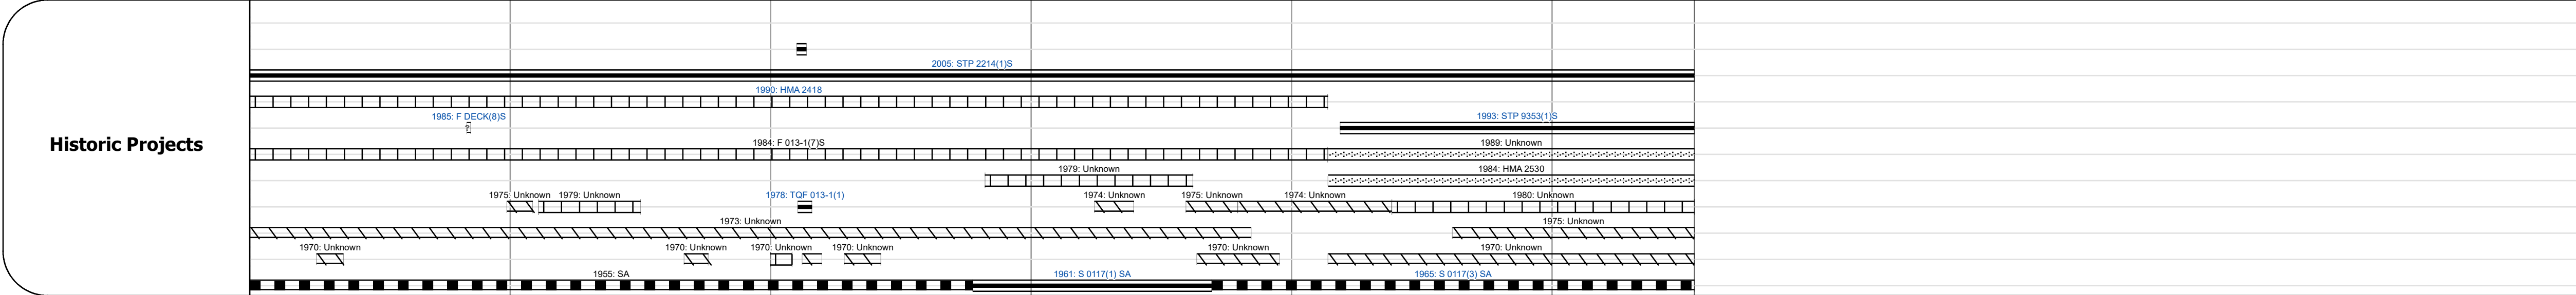 Historic Projects
2005: STP 2214(1)S
1990: HMA 2418
1985: F DECK(8)S
1993: STP 9353(1)S
1984: F 013-1(7)S
1989: Unknown
1979: Unknown
1984: HMA 2530
1975: Unknown
1979: Unknown
1978: TQF 013-1(1)
1974: Unknown
1975: Unknown
1974: Unknown
1980: Unknown
1973: Unknown
1975: Unknown
1970: Unknown
1970: Unknown
1970: Unknown
1970: Unknown
1970: Unknown
1970: Unknown
1955: SA
1961: S 0117(1) SA
1965: S 0117(3) SA